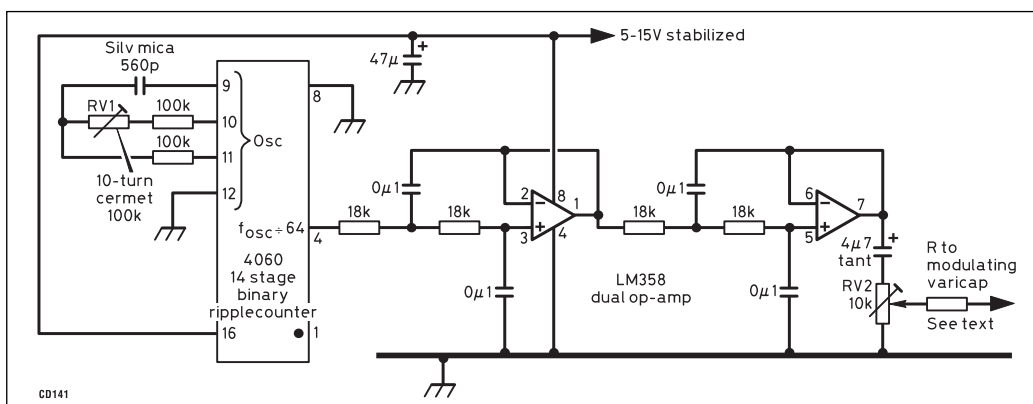 5-15V stabilized
Silv mica
560p
47μ
+
9
8
RV1
100k
10
Osc
100k
11
10-turn
cermet
100k
12
0μ1
2
8
1
0μ1
6
7
fosc÷64
4
18k
18k
3
4
18k
18k
5
4μ7
tant
+
R to
modulating
varicap
4060
14 stage
binary
ripplecounter
0μ1
LM358
dual op-amp
0μ1
RV2
10k
See text
16
1
CD141